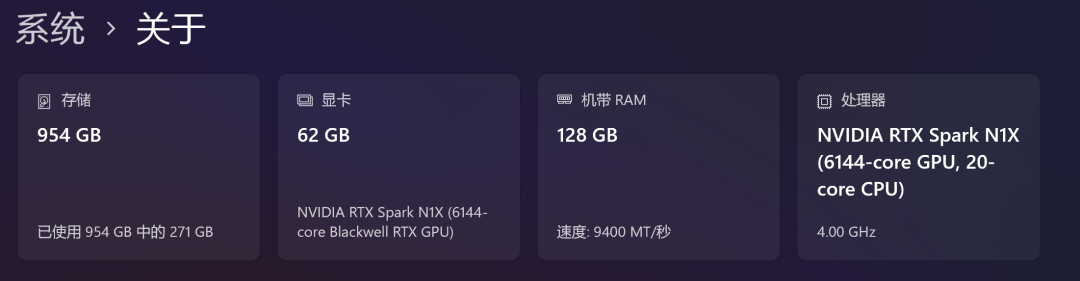 系统 › 关于
存储
954 GB
已使用 954 GB 中的 271 GB
显卡
62 GB
NVIDIA RTX Spark N1X (6144-
core Blackwell RTX GPU)
机带 RAM
128 GB
速度: 9400 MT/秒
处理器
NVIDIA RTX Spark N1X
(6144-core GPU, 20-
core CPU)
4.00 GHz